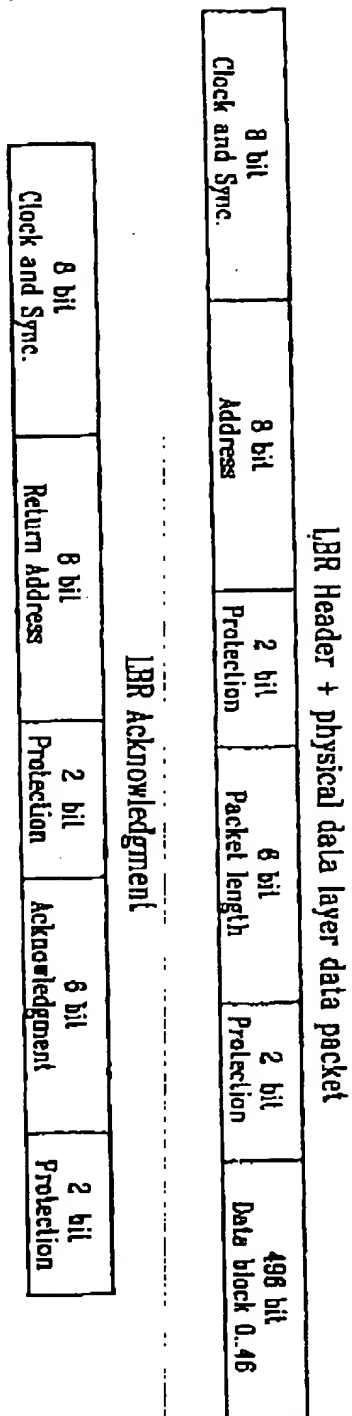 LBR Header + physical data layer data packet
8 bit
Clock and Sync.
8 bit
Address
2 bit
Protection
6 bit
Packet length
2 bit
Protection
496 bit
Data block 0..46
LBR Acknowledgment
8 bit
Clock and Sync.
8 bit
Return Address
2 bit
Protection
6 bit
Acknowledgment
2 bit
Protection